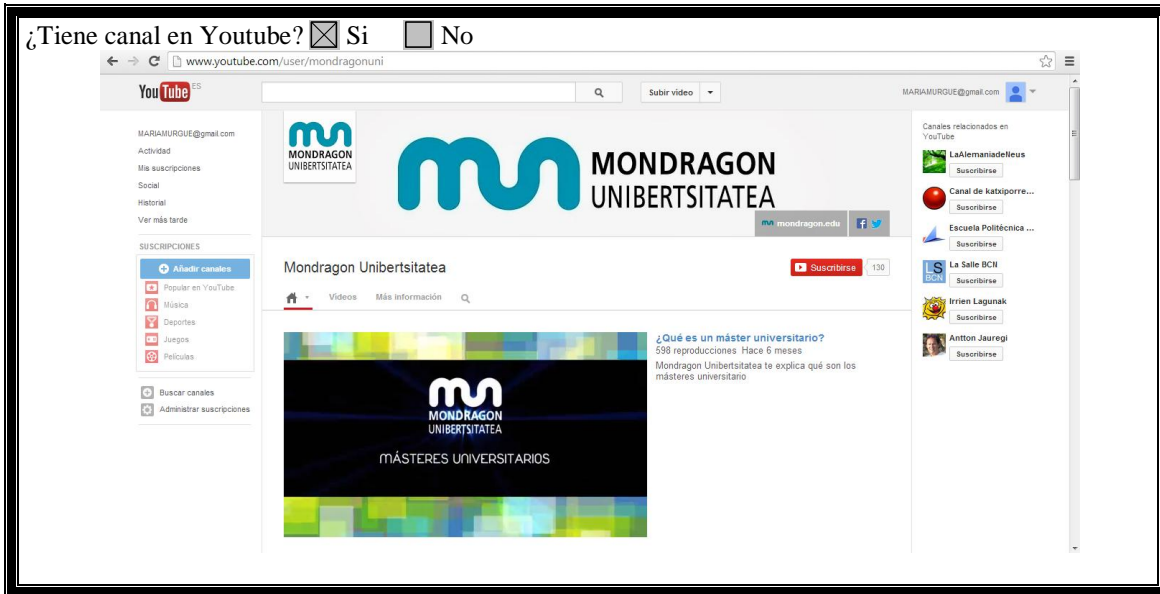 ¿Tiene canal en Youtube? Si No
www.youtube.com/user/mondragonuni
YouTube ES
Subir vídeo
MARIAMURGUE@gmail.com
MARIAMURGUE@gmail.com
Actividad
Mis suscripciones
Social
Historial
Ver más tarde
SUSCRIPCIONES
Añadir canales
Popular en YouTube
Música
Deportes
Juegos
Películas
Buscar canales
Administrar suscripciones
MONDRAGON
UNIBERTSITATEA
MONDRAGON
UNIBERTSITATEA
mondragon.edu
Mondragon Unibertsitatea
Suscribirse 130
Vídeos Más información
MONDRAGON
UNIBERTSITATEA
MÁSTERES UNIVERSITARIOS
¿Qué es un máster universitario?
598 reproducciones Hace 6 meses
Mondragon Unibertsitatea te explica qué son los
másteres universitario
Canales relacionados en
YouTube
LaAlemaniadeNeus
Suscribirse
Canal de katxiporre...
Suscribirse
Escuela Politécnica ...
Suscribirse
LS
BCN
La Salle BCN
Suscribirse
Irrien Lagunak
Suscribirse
Antton Jauregi
Suscribirse